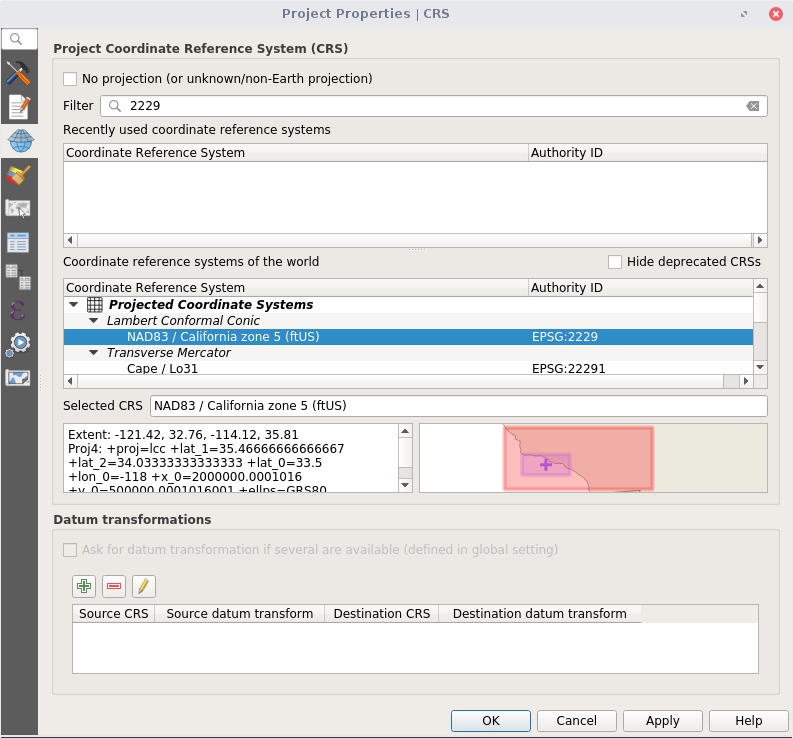 Project Properties | CRS
Project Coordinate Reference System (CRS)
No projection (or unknown/non-Earth projection)
Filter 2229
Recently used coordinate reference systems
Coordinate Reference System Authority ID
Coordinate reference systems of the world Hide deprecated CRSs
Coordinate Reference System Authority ID
Projected Coordinate Systems
Lambert Conformal Conic
NAD83 / California zone 5 (ftUS) EPSG:2229
Transverse Mercator
Cape / Lo31 EPSG:22291
Selected CRS NAD83 / California zone 5 (ftUS)
Extent: -121.42, 32.76, -114.12, 35.81
Proj4: +proj=lcc +lat_1=35.46666666666667
+lat_2=34.03333333333333 +lat_0=33.5
+lon_0=-118 +x_0=2000000.0001016
+y_0=500000.0001016001 +ellps=GRS80
Datum transformations
Ask for datum transformation if several are available (defined in global setting)
Source CRS Source datum transform Destination CRS Destination datum transform
OK Cancel Apply Help